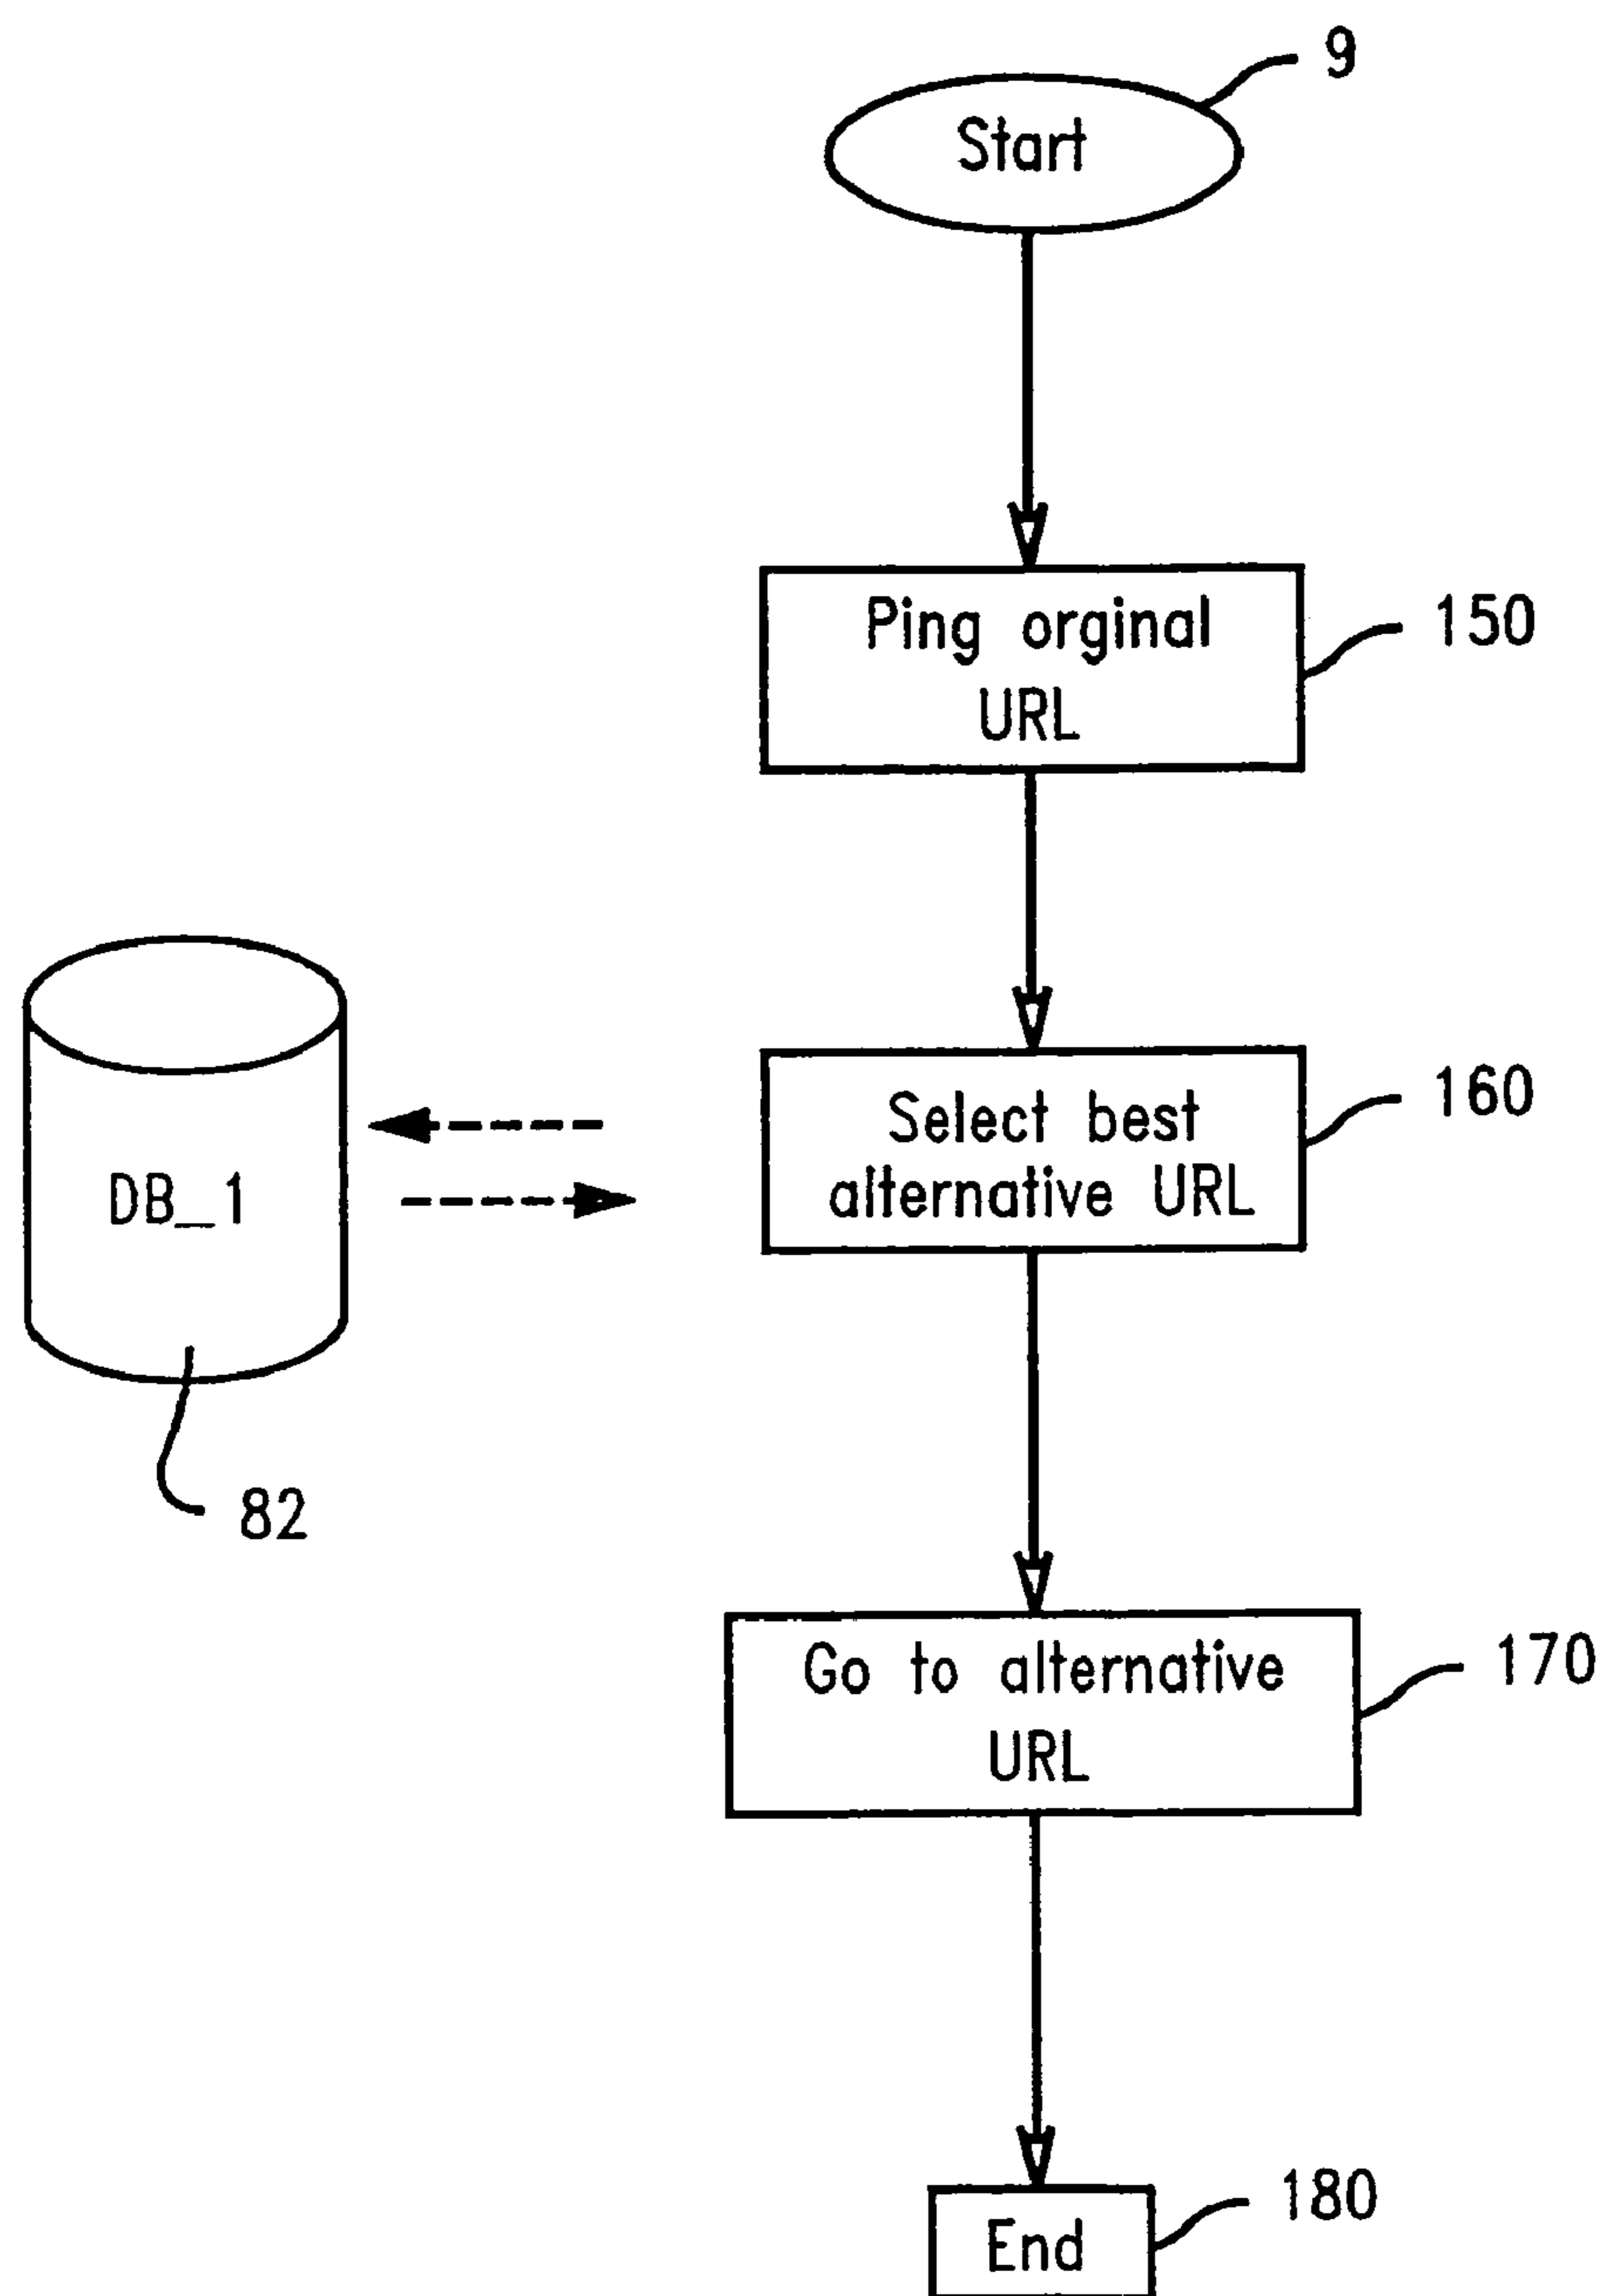 9
Start
Ping orginal
URL
150
Select best
alternative URL
160
DB_1
82
Go to alternative
URL
170
End
180